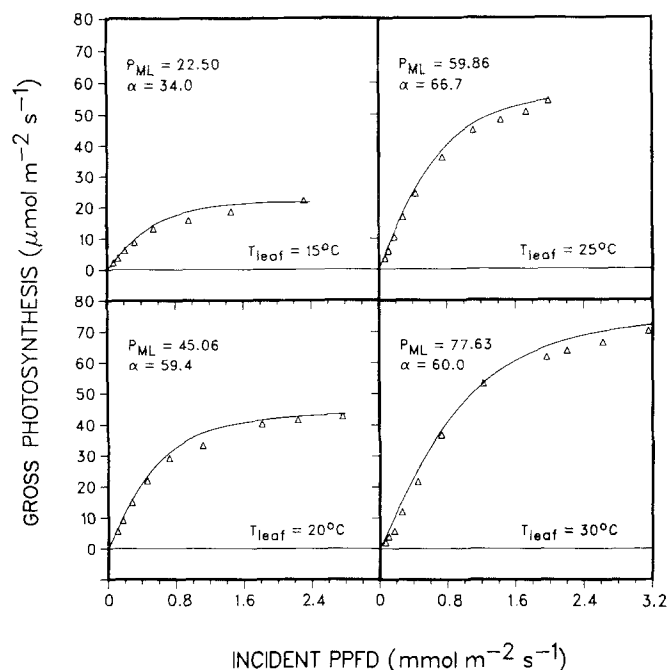 GROSS PHOTOSYNTHESIS (μmol m⁻² s⁻¹)
80
70
60
50
40
30
20
10
0
P_ML = 22.50
α = 34.0
T_leaf = 15°C
P_ML = 59.86
α = 66.7
T_leaf = 25°C
80
70
60
50
40
30
20
10
0
P_ML = 45.06
α = 59.4
T_leaf = 20°C
P_ML = 77.63
α = 60.0
T_leaf = 30°C
0 0.8 1.6 2.4 0 0.8 1.6 2.4 3.2
INCIDENT PPFD (mmol m⁻² s⁻¹)